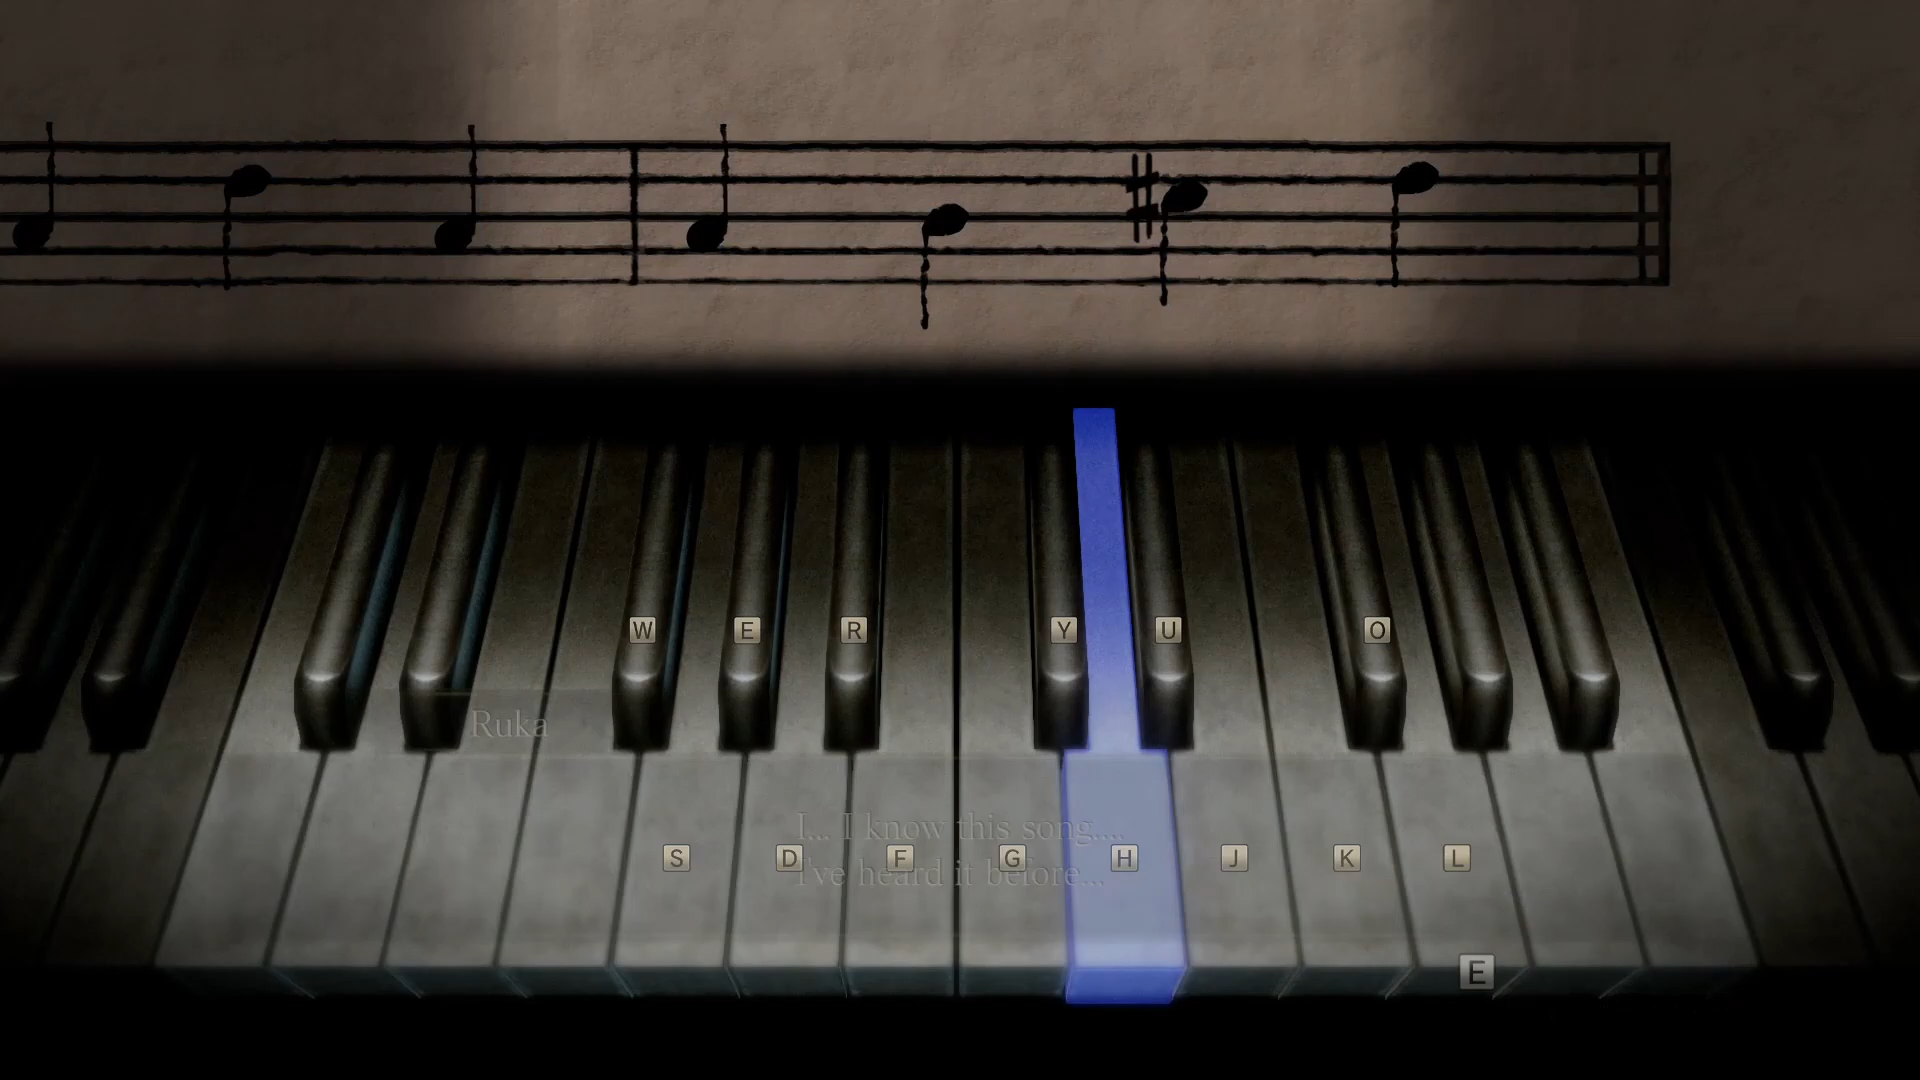 W E R Y U O
Ruka
I... I know this song....
S D F G H J K L
I've heard it before...
E